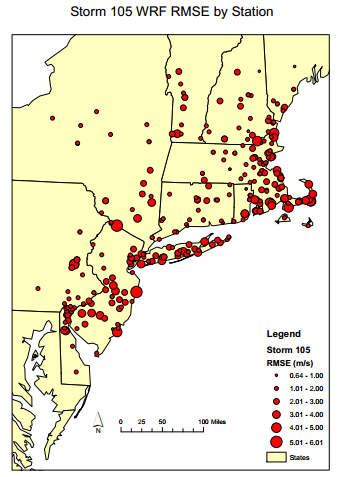 Storm 105 WRF RMSE by Station
Legend
Storm 105
RMSE (m/s)
0.64 - 1.00
1.01 - 2.00
2.01 - 3.00
3.01 - 4.00
4.01 - 5.00
5.01 - 6.01
States
N
0 25 50 100 Miles